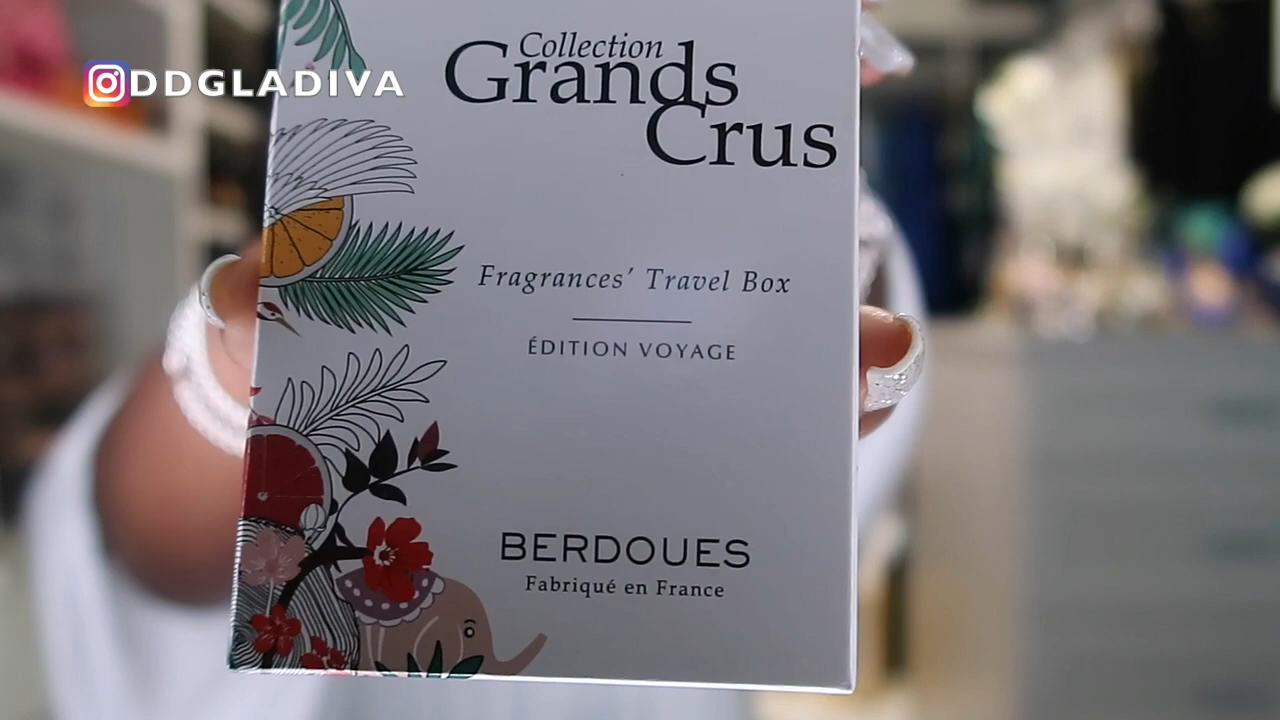 DDGLADIVA
Collection
Grands
Crus
Fragrances' Travel Box
ÉDITION VOYAGE
BERDOUES
Fabriqué en France